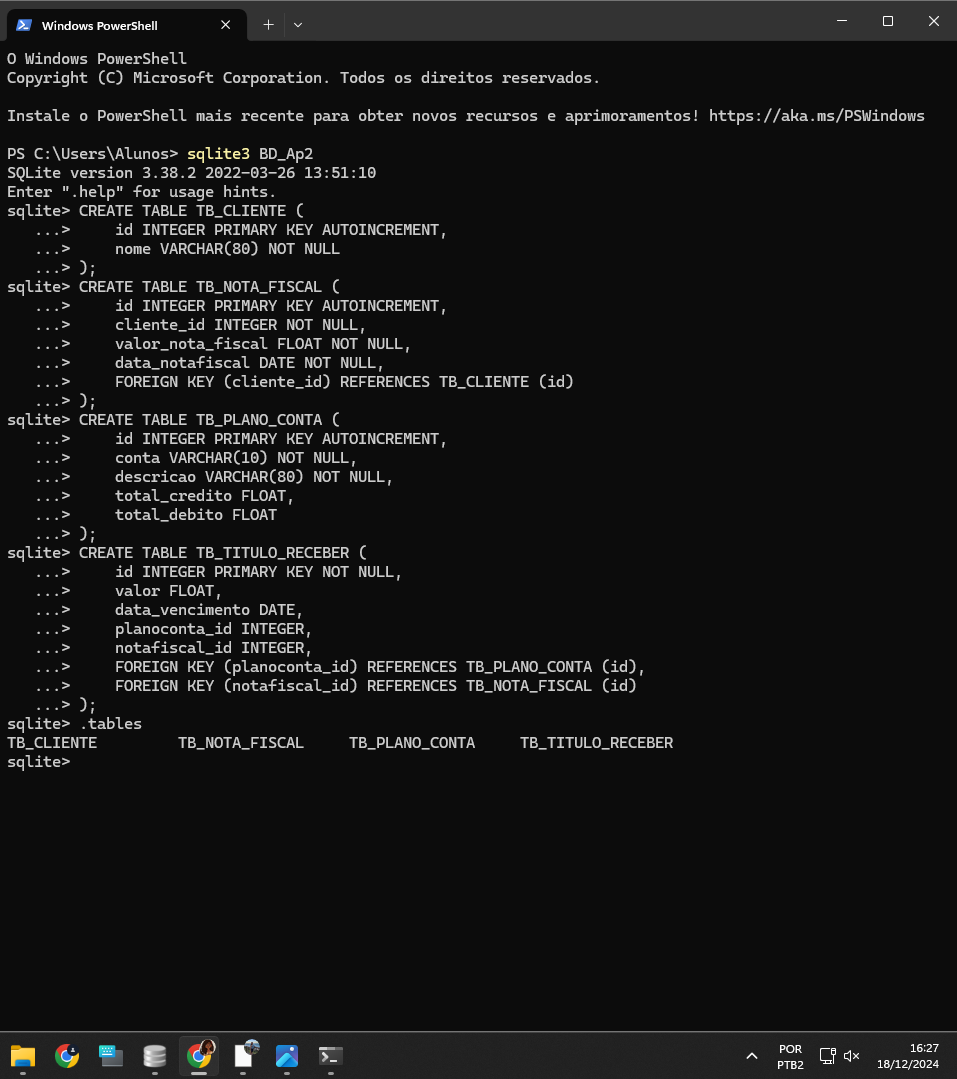 Windows PowerShell
O Windows PowerShell
Copyright (C) Microsoft Corporation. Todos os direitos reservados.
Instale o PowerShell mais recente para obter novos recursos e aprimoramentos! https://aka.ms/PSWindows
PS C:\Users\Alunos> sqlite3 BD_Ap2
SQLite version 3.38.2 2022-03-26 13:51:10
Enter ".help" for usage hints.
sqlite> CREATE TABLE TB_CLIENTE (
   ...>     id INTEGER PRIMARY KEY AUTOINCREMENT,
   ...>     nome VARCHAR(80) NOT NULL
   ...> );
sqlite> CREATE TABLE TB_NOTA_FISCAL (
   ...>     id INTEGER PRIMARY KEY AUTOINCREMENT,
   ...>     cliente_id INTEGER NOT NULL,
   ...>     valor_nota_fiscal FLOAT NOT NULL,
   ...>     data_notafiscal DATE NOT NULL,
   ...>     FOREIGN KEY (cliente_id) REFERENCES TB_CLIENTE (id)
   ...> );
sqlite> CREATE TABLE TB_PLANO_CONTA (
   ...>     id INTEGER PRIMARY KEY AUTOINCREMENT,
   ...>     conta VARCHAR(10) NOT NULL,
   ...>     descricao VARCHAR(80) NOT NULL,
   ...>     total_credito FLOAT,
   ...>     total_debito FLOAT
   ...> );
sqlite> CREATE TABLE TB_TITULO_RECEBER (
   ...>     id INTEGER PRIMARY KEY NOT NULL,
   ...>     valor FLOAT,
   ...>     data_vencimento DATE,
   ...>     planoconta_id INTEGER,
   ...>     notafiscal_id INTEGER,
   ...>     FOREIGN KEY (planoconta_id) REFERENCES TB_PLANO_CONTA (id),
   ...>     FOREIGN KEY (notafiscal_id) REFERENCES TB_NOTA_FISCAL (id)
   ...> );
sqlite> .tables
TB_CLIENTE         TB_NOTA_FISCAL     TB_PLANO_CONTA     TB_TITULO_RECEBER
sqlite>
POR
PTB2
16:27
18/12/2024